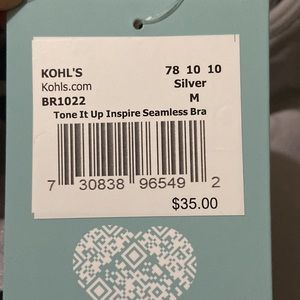 KOHL'S 78 10 10
Kohls.com Silver
BR1022 M
Tone It Up Inspire Seamless Bra
7 30838 96549 2
$35.00